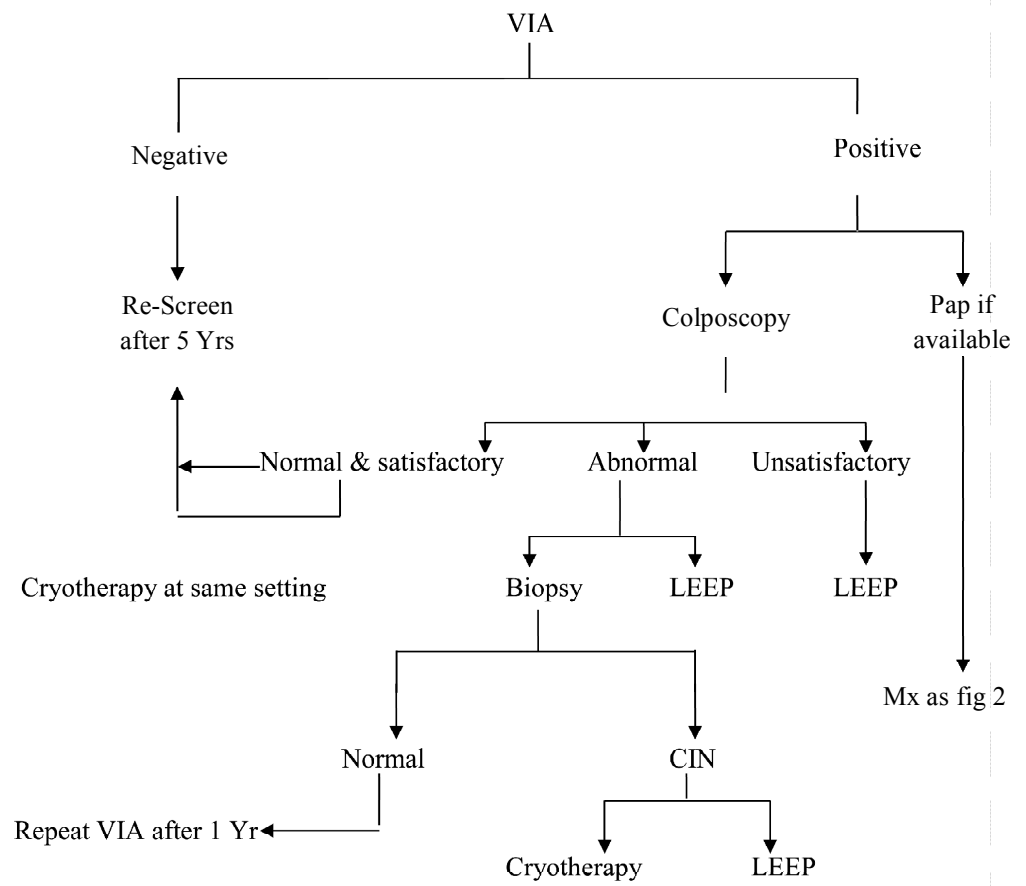 VIA
Negative
Positive
Re-Screen
after 5 Yrs
Colposcopy
Pap if
available
Normal & satisfactory
Abnormal
Unsatisfactory
Cryotherapy at same setting
Biopsy
LEEP
LEEP
Mx as fig 2
Normal
CIN
Repeat VIA after 1 Yr
Cryotherapy
LEEP